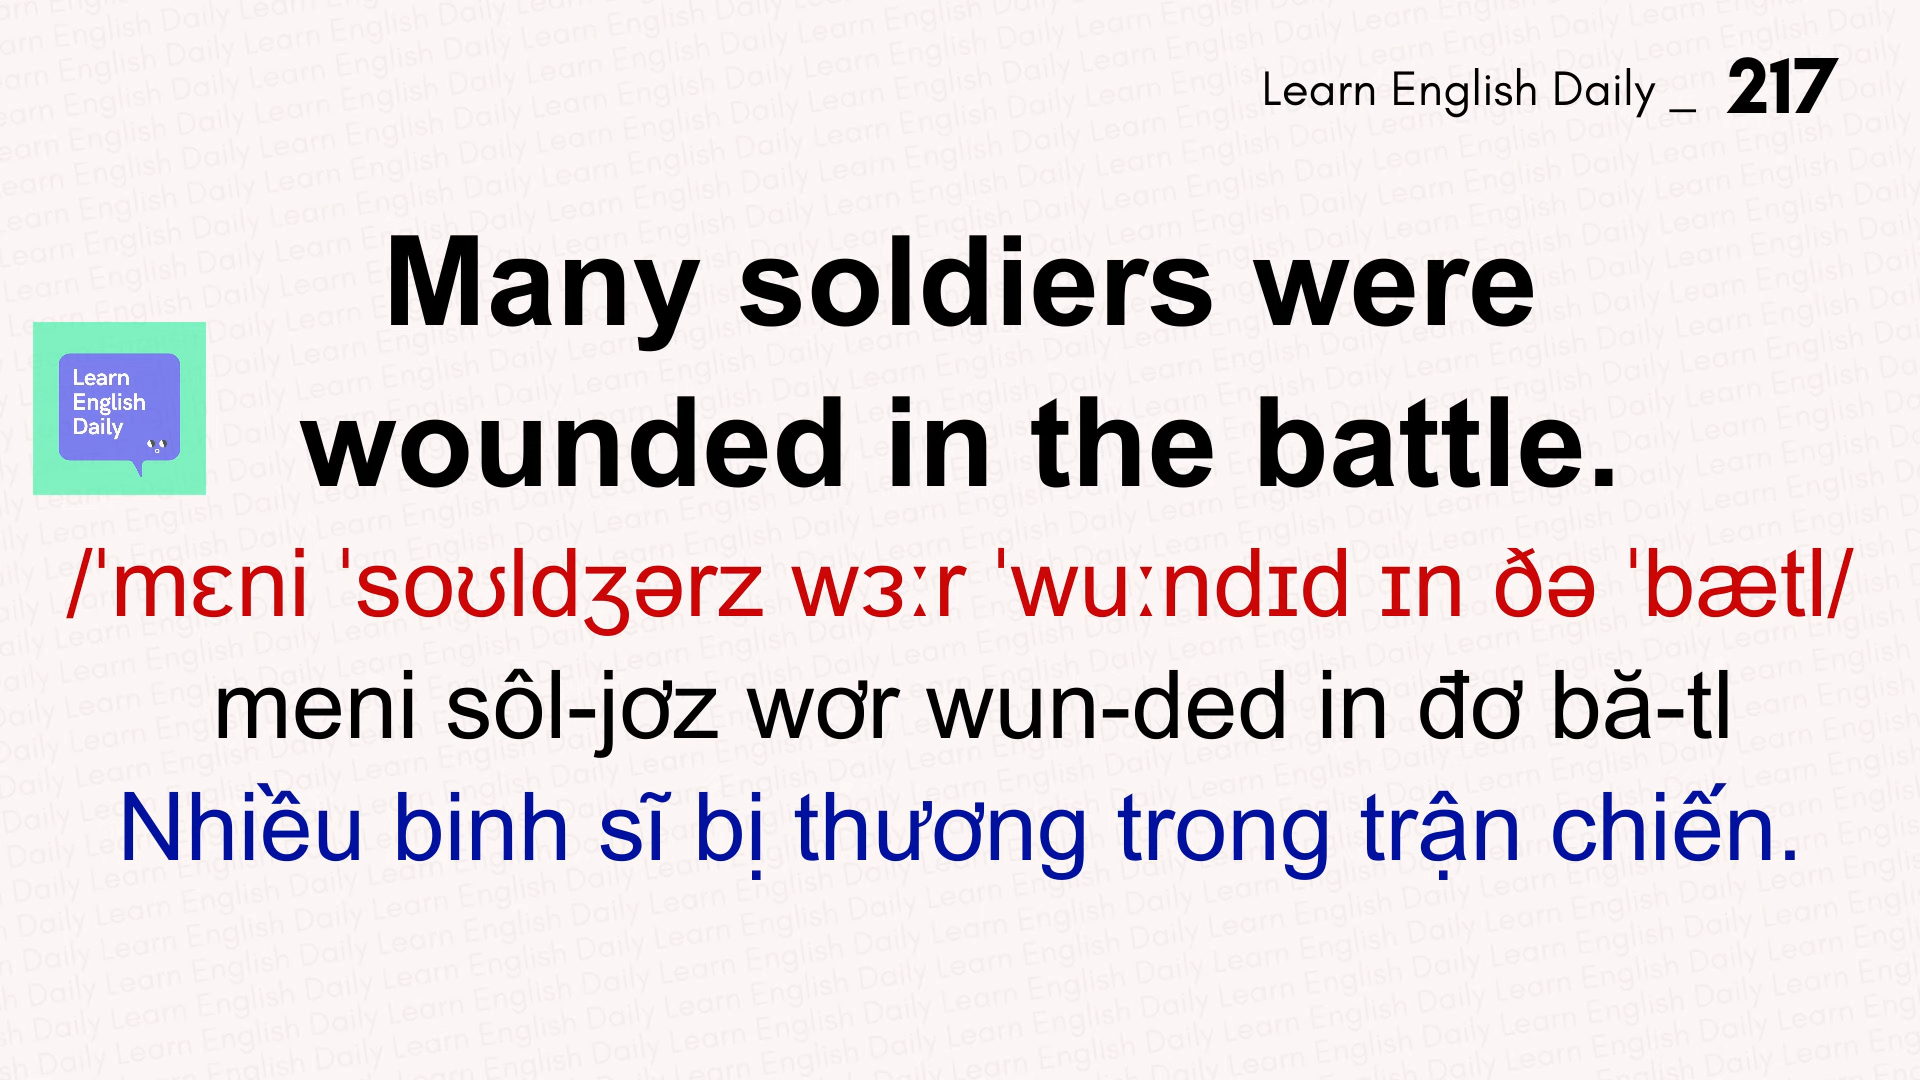 Learn English Daily _ 217
Many soldiers were
wounded in the battle.
Learn
English
Daily
/ˈmɛni ˈsoʊldʒərz wɜːr ˈwuːndɪd ɪn ðə ˈbætl/
meni sôl-jơz wơr wun-ded in đơ bă-tl
Nhiều binh sĩ bị thương trong trận chiến.